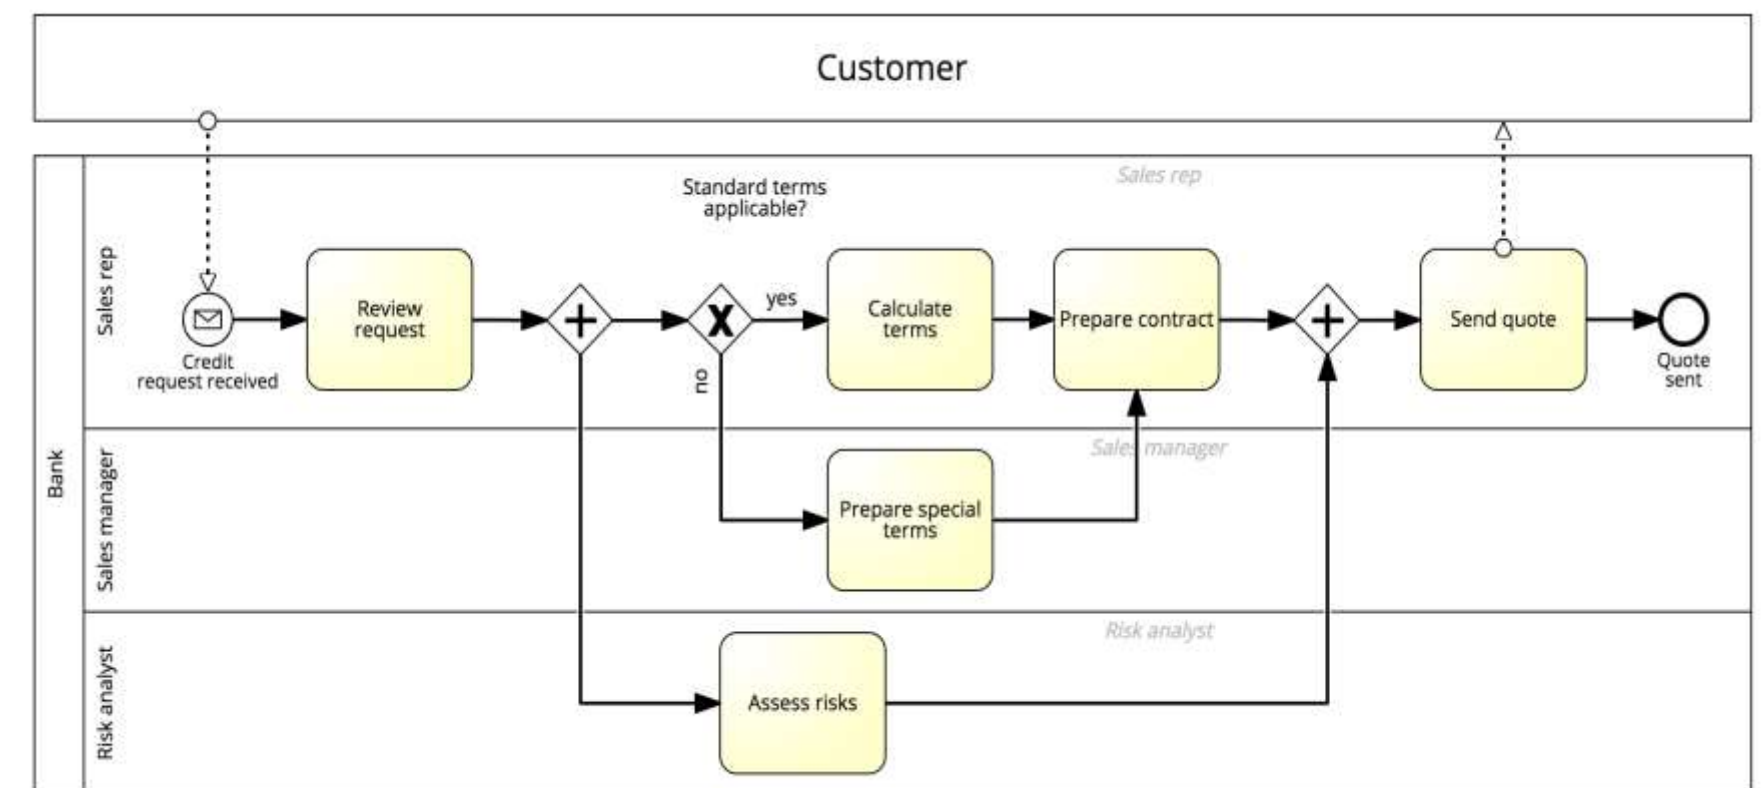 Customer
Sales rep
Standard terms
applicable?
Bank
Sales rep
Credit
request received
Review
request
yes
no
Calculate
terms
Prepare contract
Send quote
Quote
sent
Sales manager
Sales manager
Prepare special
terms
Risk analyst
Risk analyst
Assess risks